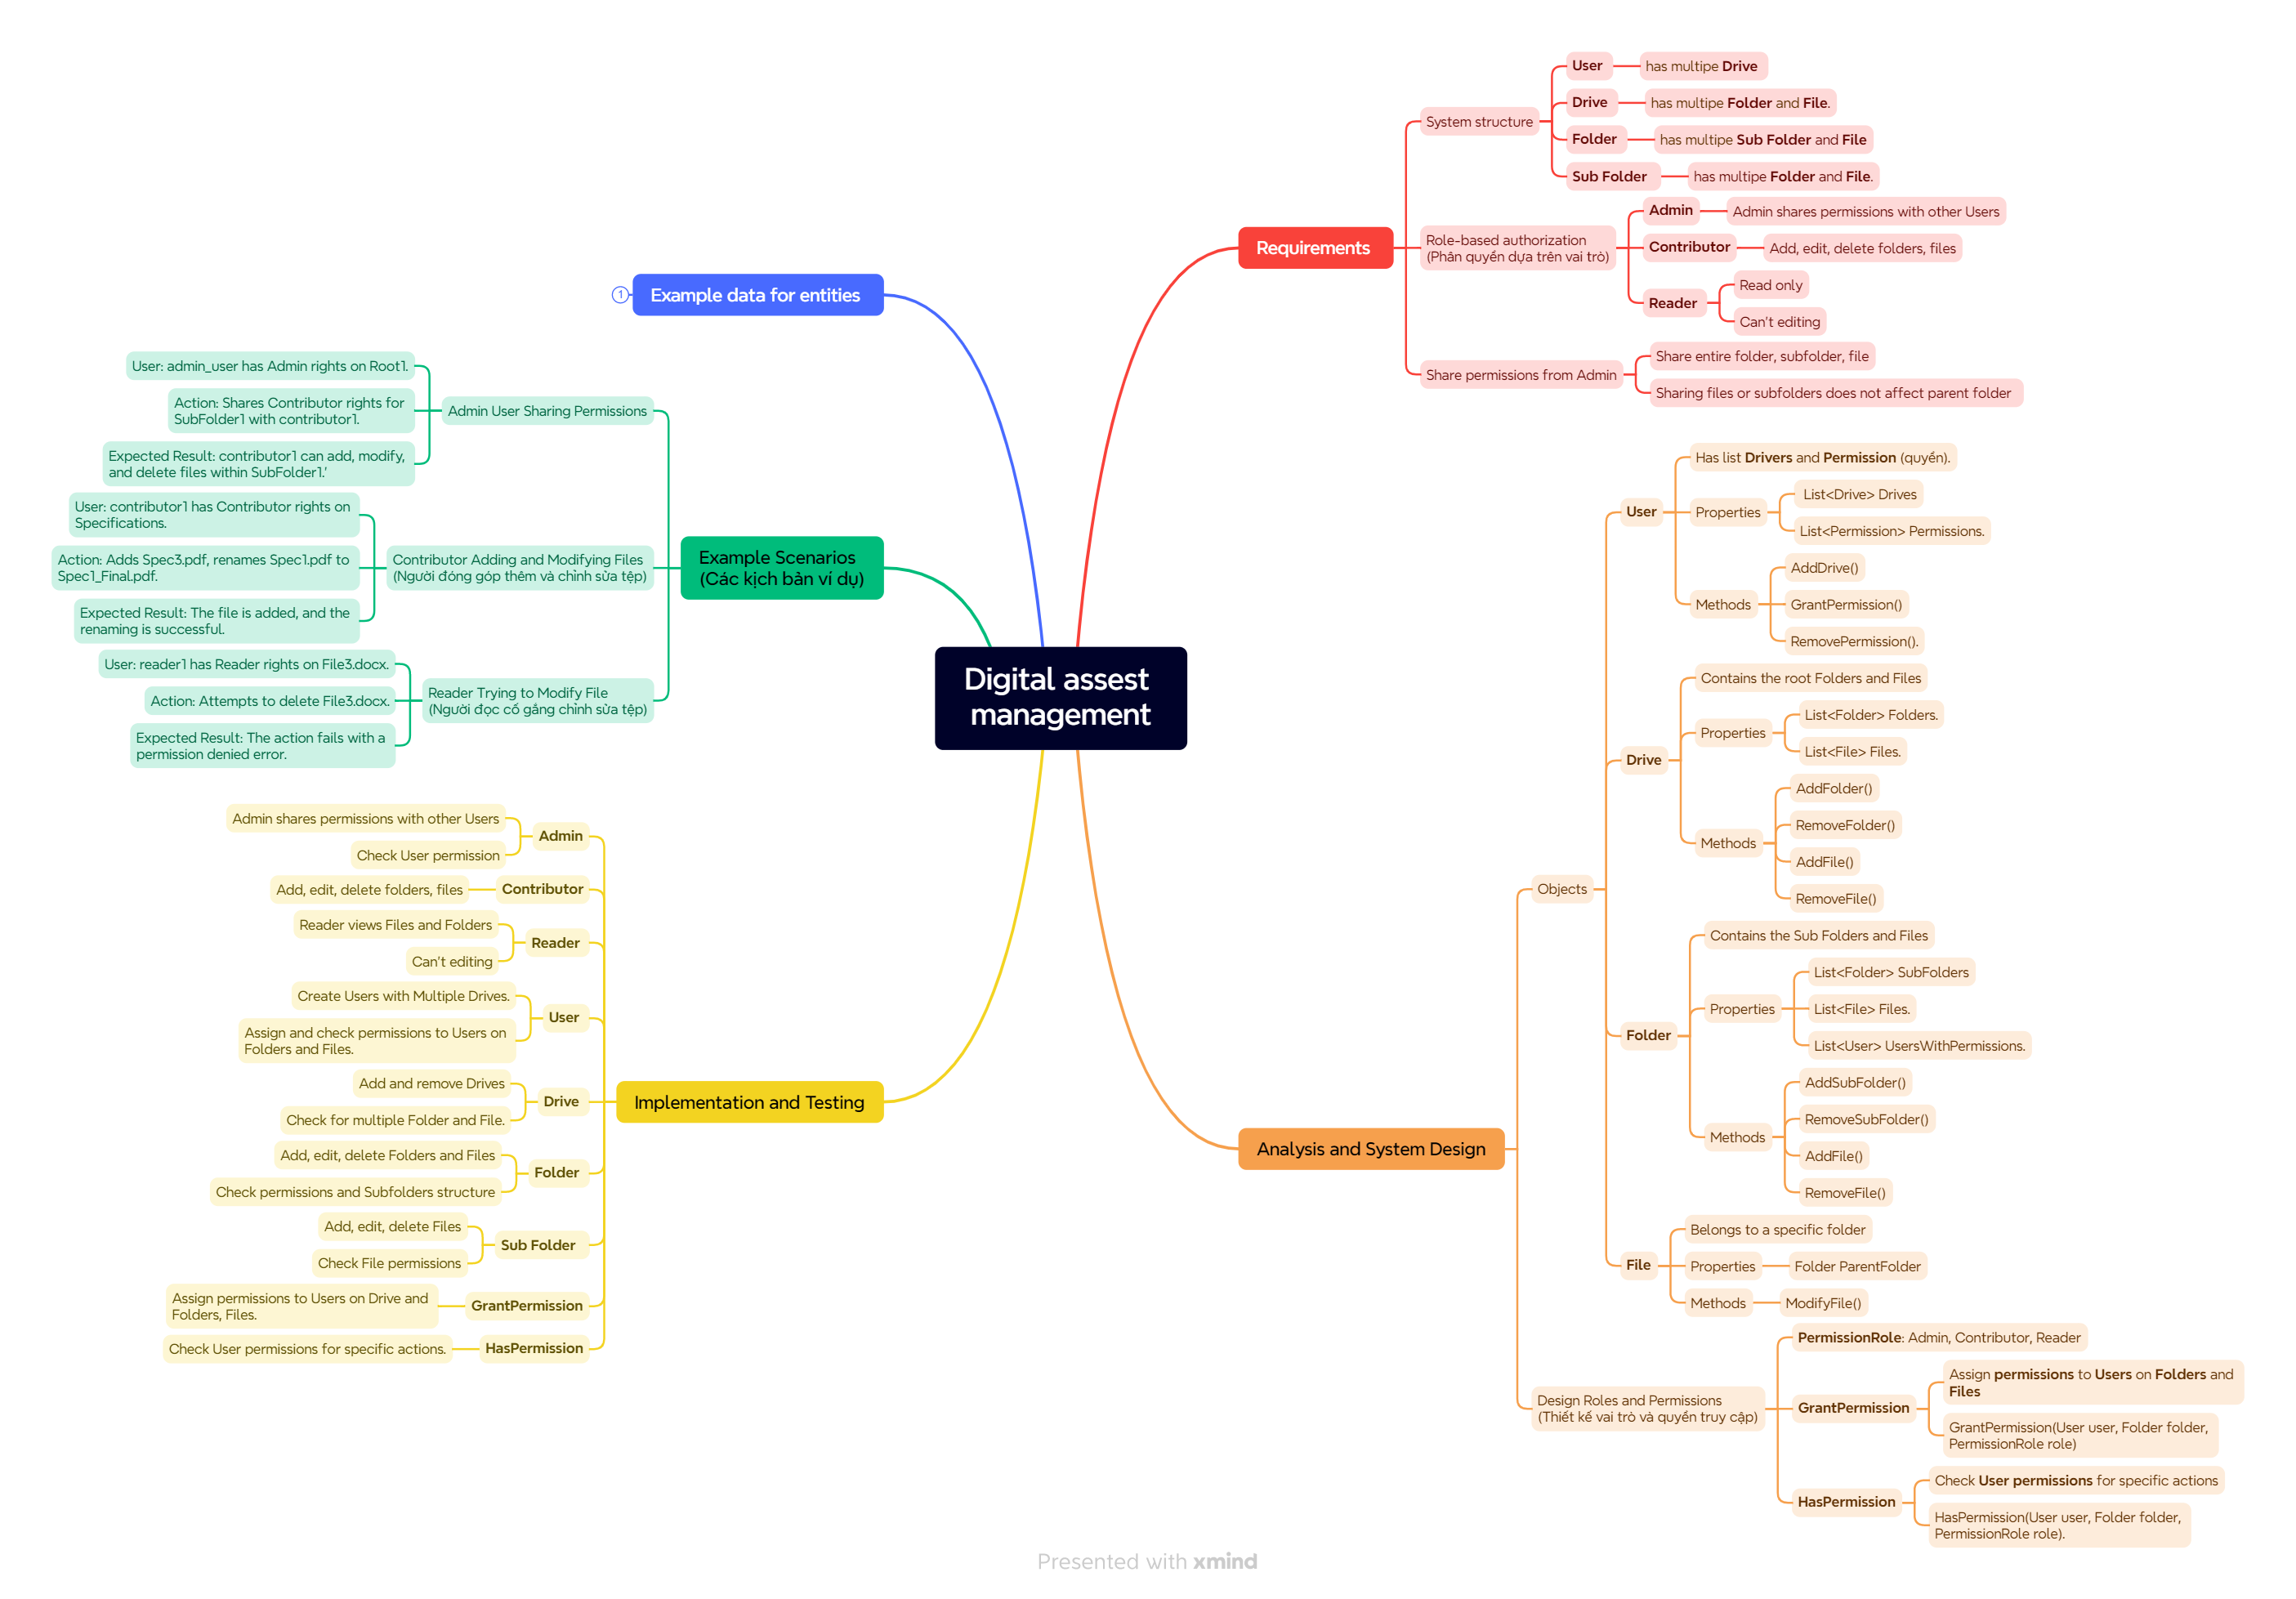 Digital assest
management
Requirements
System structure
User
has multipe Drive
Drive
has multipe Folder and File.
Folder
has multipe Sub Folder and File
Sub Folder
has multipe Folder and File.
Role-based authorization
(Phân quyền dựa trên vai trò)
Admin
Admin shares permissions with other Users
Contributor
Add, edit, delete folders, files
Reader
Read only
Can't editing
Share permissions from Admin
Share entire folder, subfolder, file
Sharing files or subfolders does not affect parent folder
Analysis and System Design
Objects
User
Has list Drivers and Permission (quyền).
Properties
List<Drive> Drives
List<Permission> Permissions.
Methods
AddDrive()
GrantPermission()
RemovePermission().
Drive
Contains the root Folders and Files
Properties
List<Folder> Folders.
List<File> Files.
Methods
AddFolder()
RemoveFolder()
AddFile()
RemoveFile()
Folder
Contains the Sub Folders and Files
Properties
List<Folder> SubFolders
List<File> Files.
List<User> UsersWithPermissions.
Methods
AddSubFolder()
RemoveSubFolder()
AddFile()
RemoveFile()
File
Belongs to a specific folder
Properties
Folder ParentFolder
Methods
ModifyFile()
Design Roles and Permissions
(Thiết kế vai trò và quyền truy cập)
PermissionRole: Admin, Contributor, Reader
GrantPermission
Assign permissions to Users on Folders and
Files
GrantPermission(User user, Folder folder,
PermissionRole role)
HasPermission
Check User permissions for specific actions
HasPermission(User user, Folder folder,
PermissionRole role).
Example data for entities
1
Example Scenarios
(Các kịch bản ví dụ)
Admin User Sharing Permissions
User: admin_user has Admin rights on Root1.
Action: Shares Contributor rights for
SubFolder1 with contributor1.
Expected Result: contributor1 can add, modify,
and delete files within SubFolder1.'
Contributor Adding and Modifying Files
(Người đóng góp thêm và chỉnh sửa tệp)
User: contributor1 has Contributor rights on
Specifications.
Action: Adds Spec3.pdf, renames Spec1.pdf to
Spec1_Final.pdf.
Expected Result: The file is added, and the
renaming is successful.
Reader Trying to Modify File
(Người đọc cố gắng chỉnh sửa tệp)
User: reader1 has Reader rights on File3.docx.
Action: Attempts to delete File3.docx.
Expected Result: The action fails with a
permission denied error.
Implementation and Testing
Admin
Admin shares permissions with other Users
Check User permission
Contributor
Add, edit, delete folders, files
Reader
Reader views Files and Folders
Can't editing
User
Create Users with Multiple Drives.
Assign and check permissions to Users on
Folders and Files.
Drive
Add and remove Drives
Check for multiple Folder and File.
Folder
Add, edit, delete Folders and Files
Check permissions and Subfolders structure
Sub Folder
Add, edit, delete Files
Check File permissions
GrantPermission
Assign permissions to Users on Drive and
Folders, Files.
HasPermission
Check User permissions for specific actions.
Presented with xmind